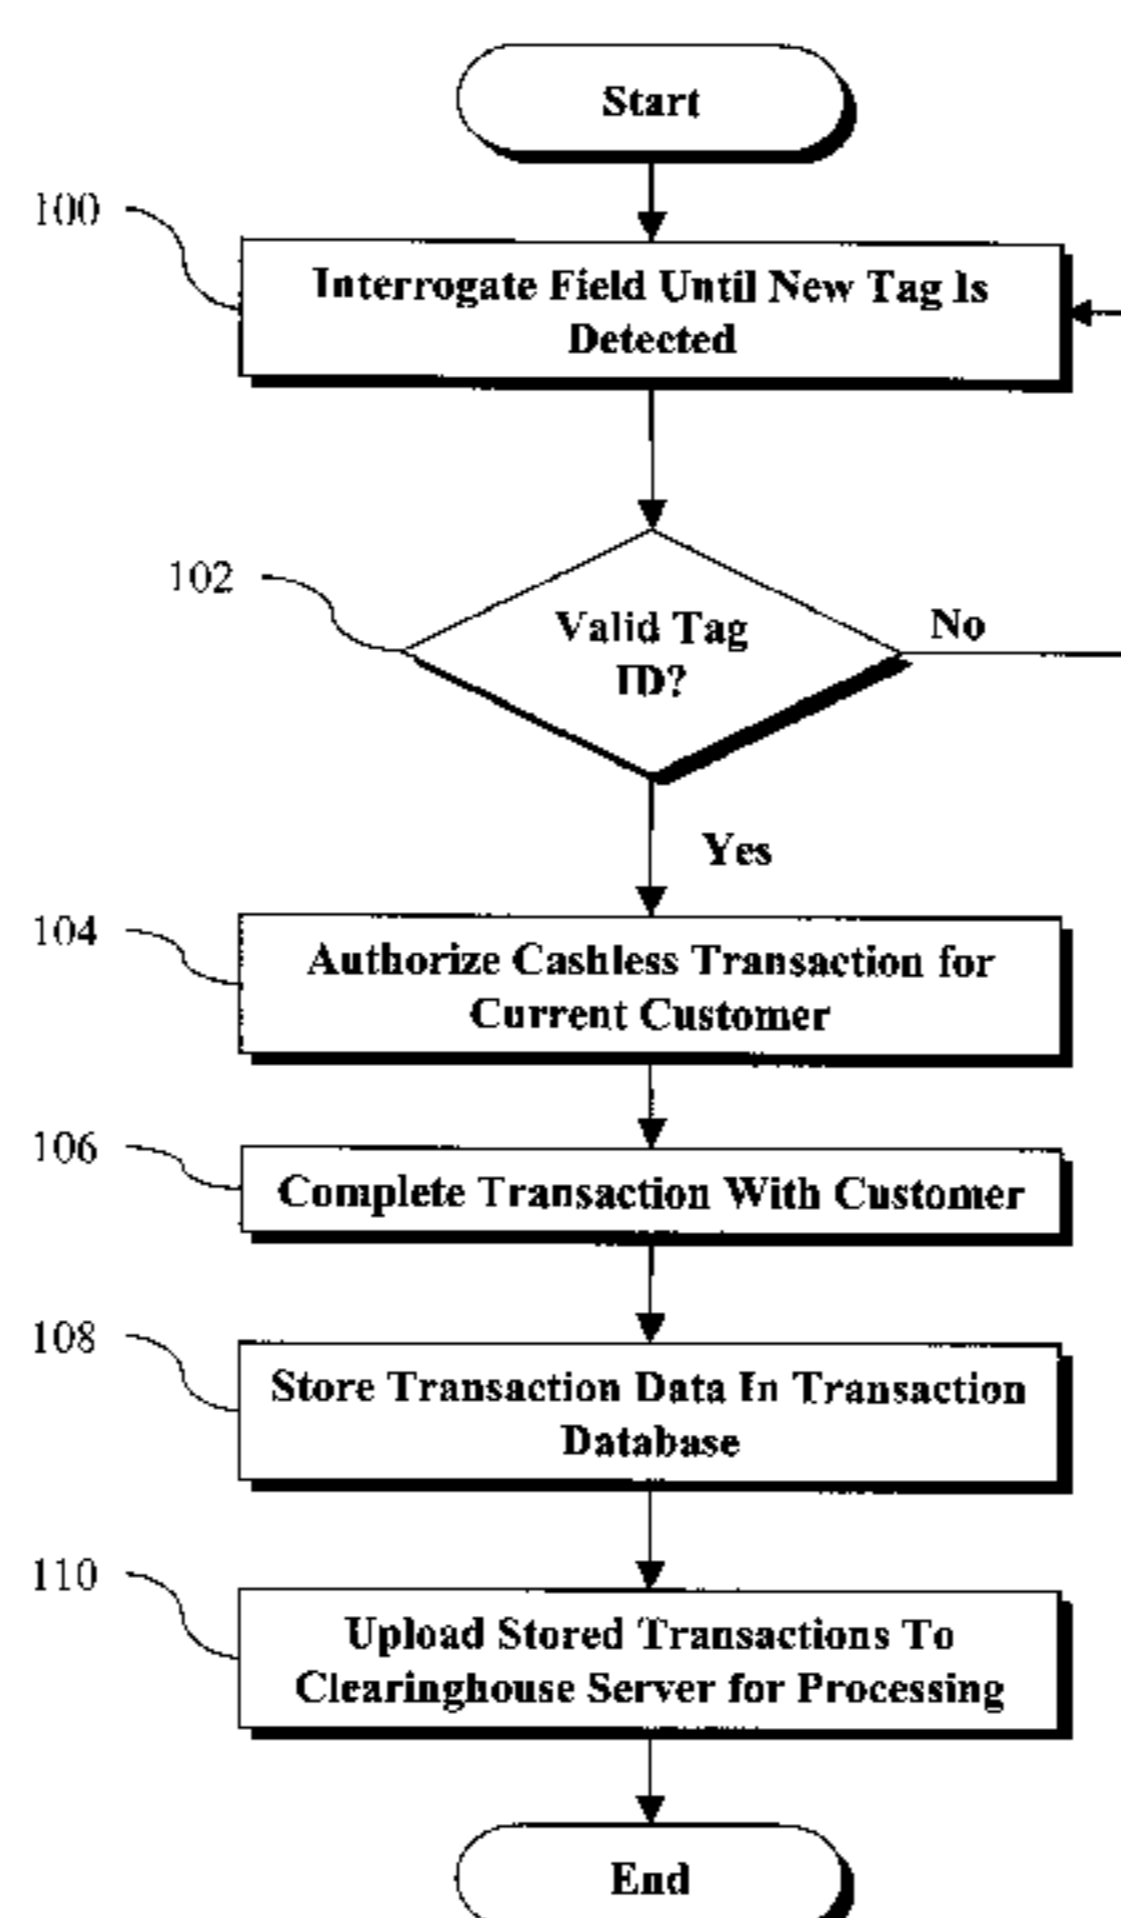 Start
100
Interrogate Field Until New Tag Is
Detected
102
Valid Tag
ID?
No
Yes
104
Authorize Cashless Transaction for
Current Customer
106
Complete Transaction With Customer
108
Store Transaction Data In Transaction
Database
110
Upload Stored Transactions To
Clearinghouse Server for Processing
End